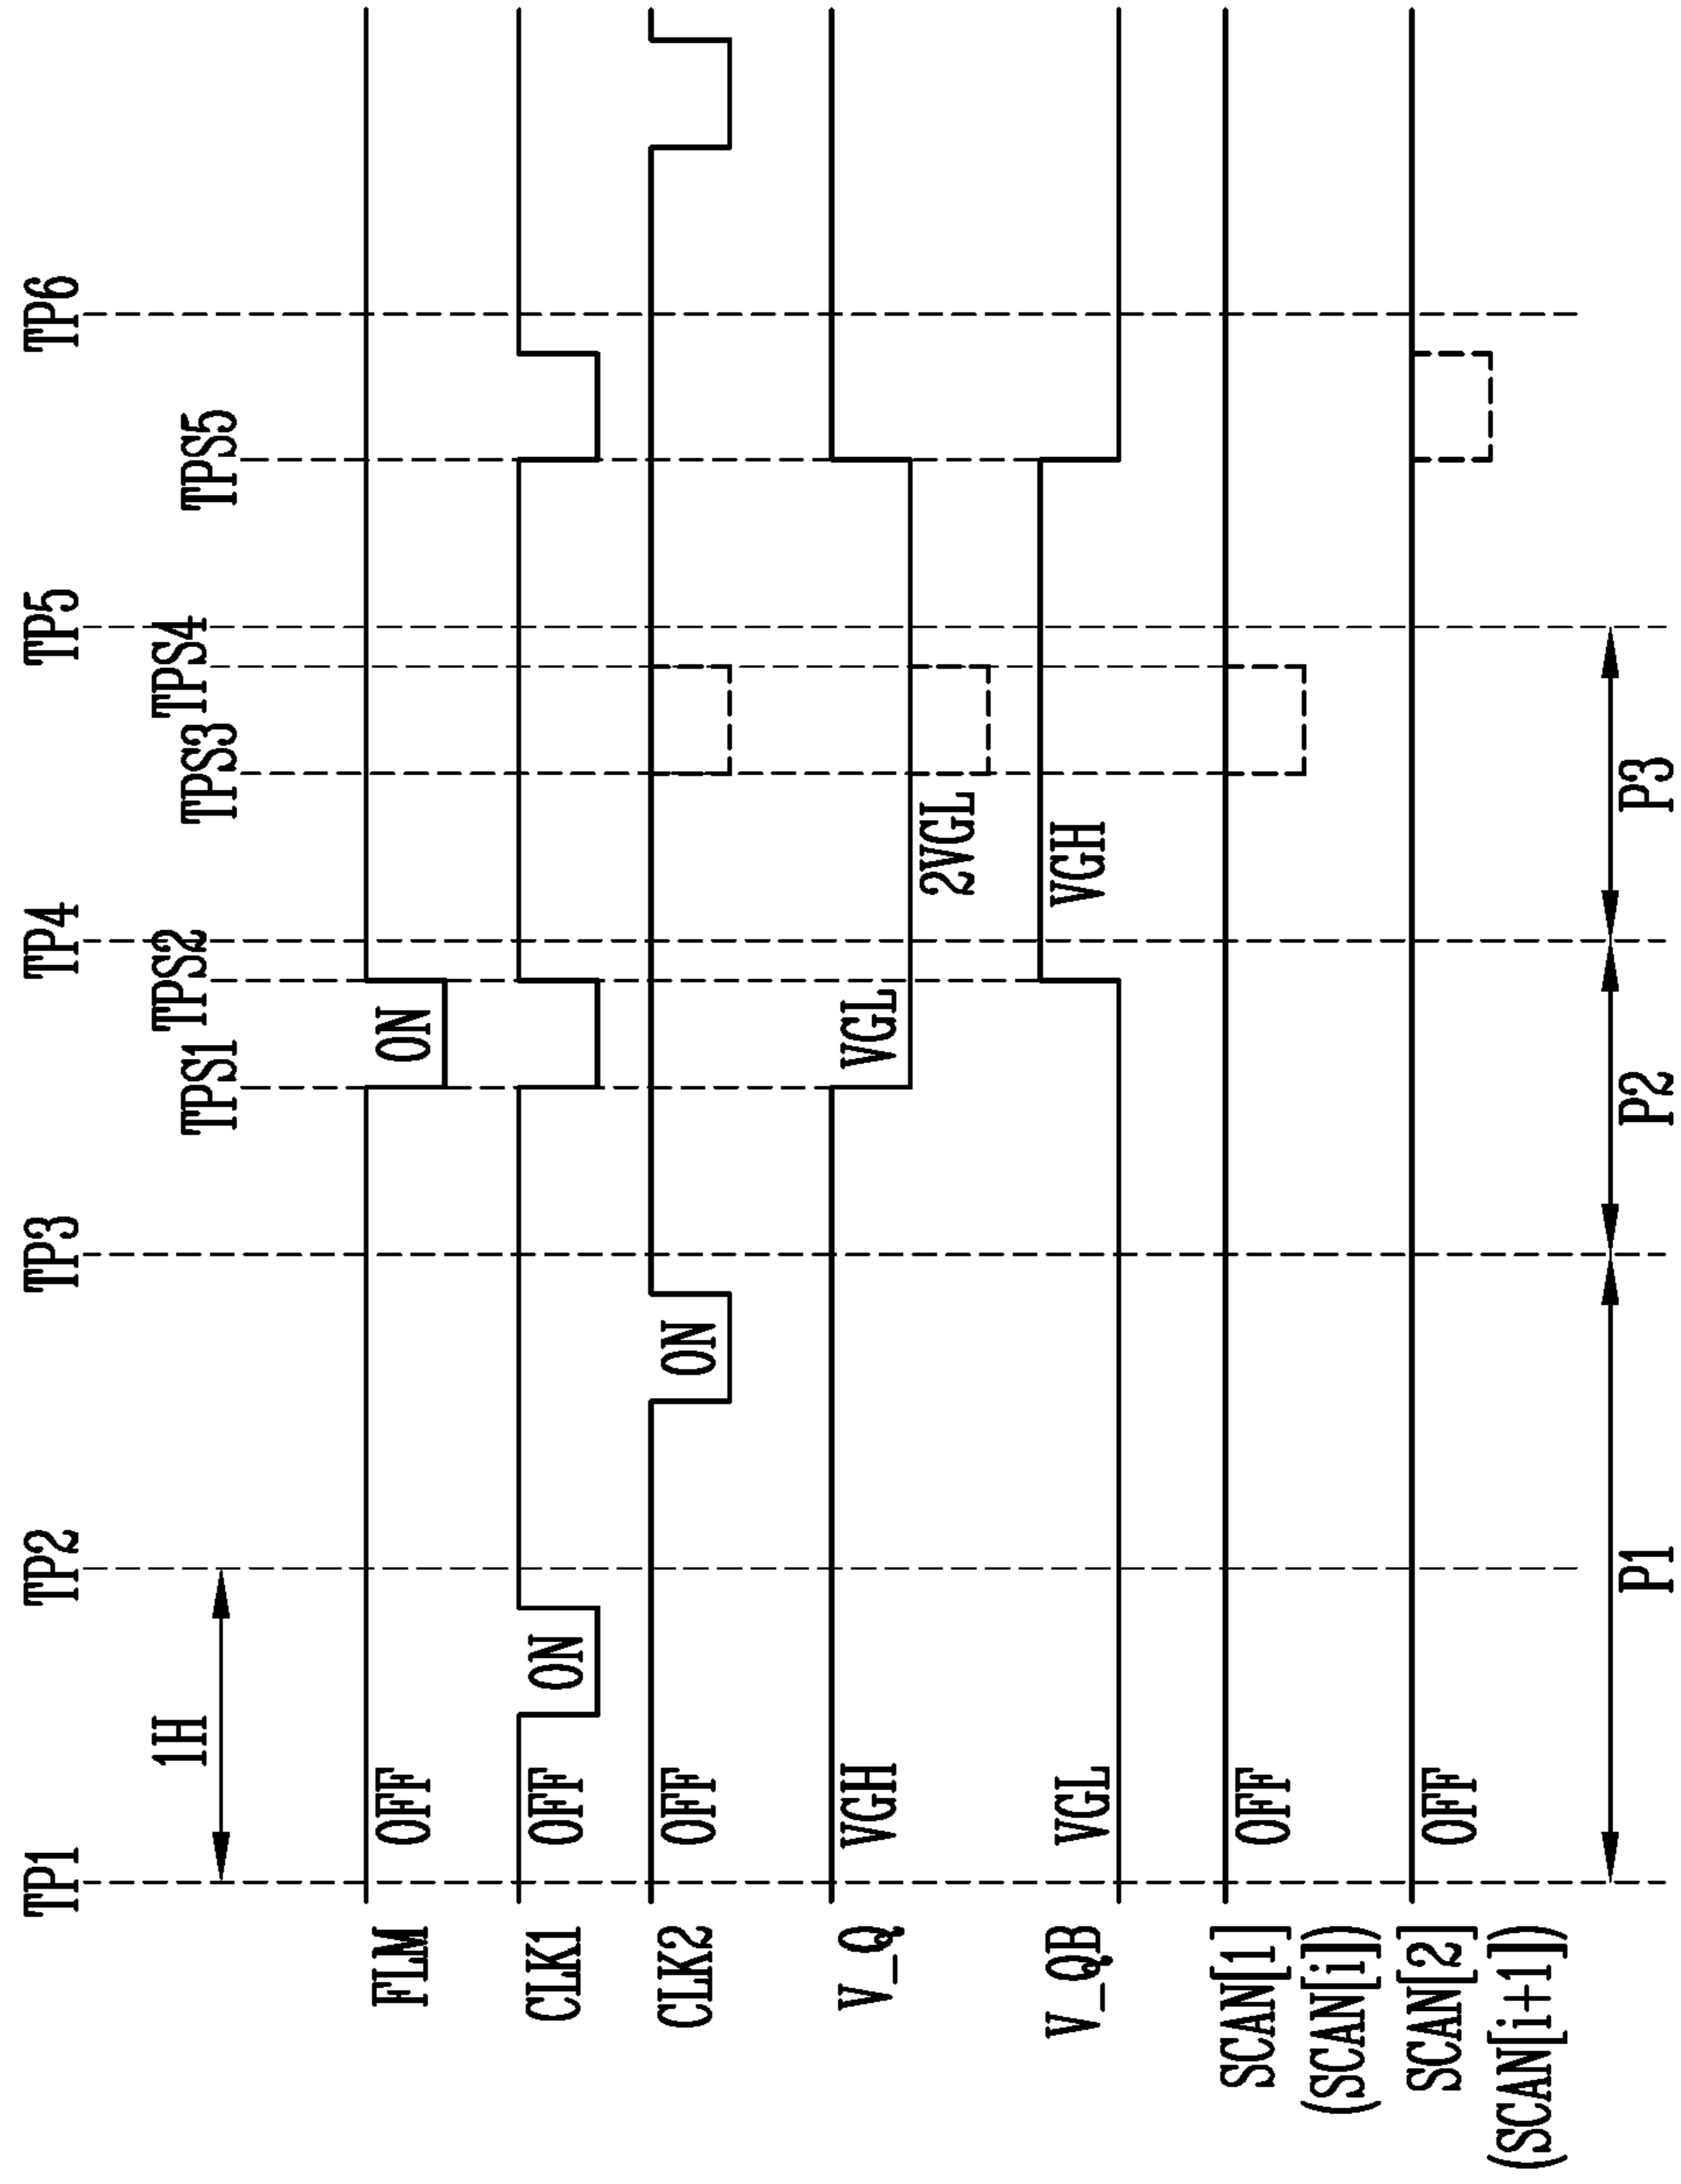 TP1 TP2 TP3 TP4 TP5 TP6
TPS1 TPS2 TPS3 TPS4 TPS5
1H
FLM OFF ON
CLK1 OFF ON
CLK2 OFF ON
V_Q VGH VGL 2VGL
V_QB VGL VGH
SCAN[1] OFF
(SCAN[i])
SCAN[2] OFF
(SCAN[i+1])
P1 P2 P3